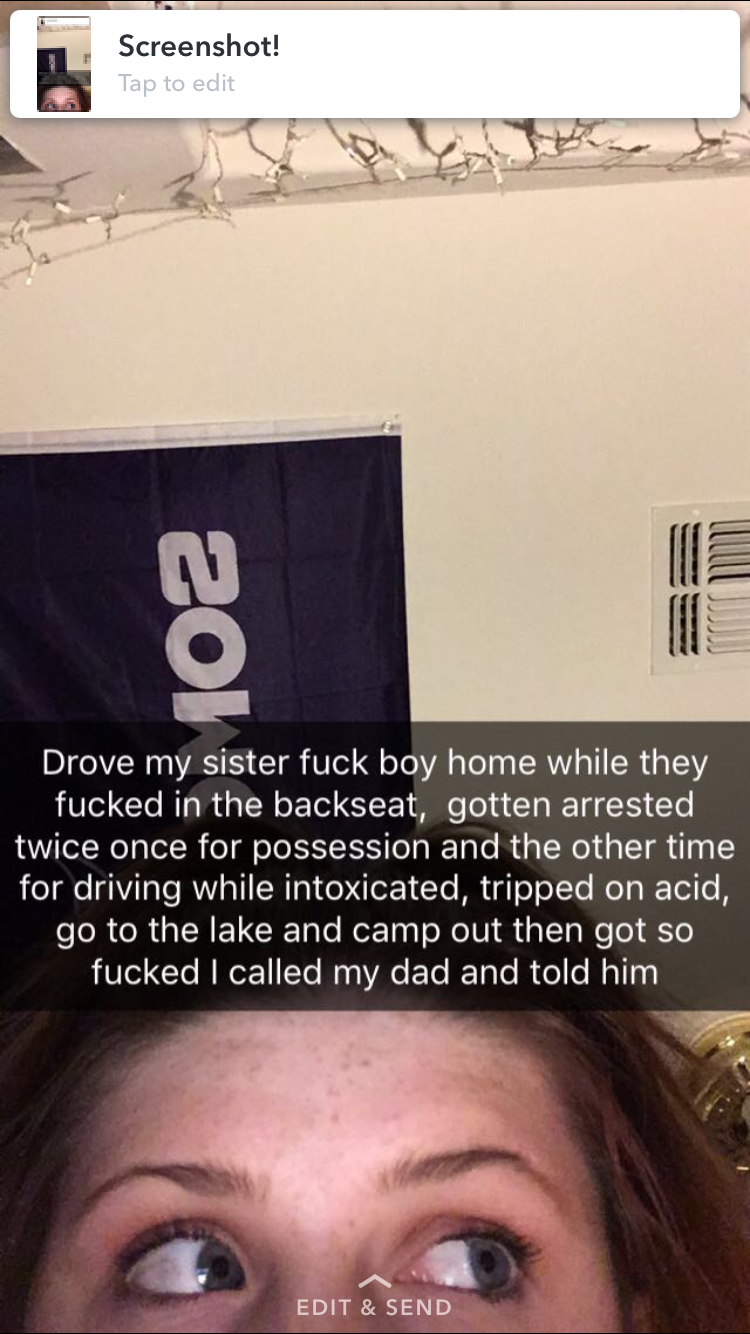 Screenshot!
Tap to edit
SOMOS
Drove my sister fuck boy home while they
fucked in the backseat,  gotten arrested
twice once for possession and the other time
for driving while intoxicated, tripped on acid,
go to the lake and camp out then got so
fucked I called my dad and told him
EDIT & SEND